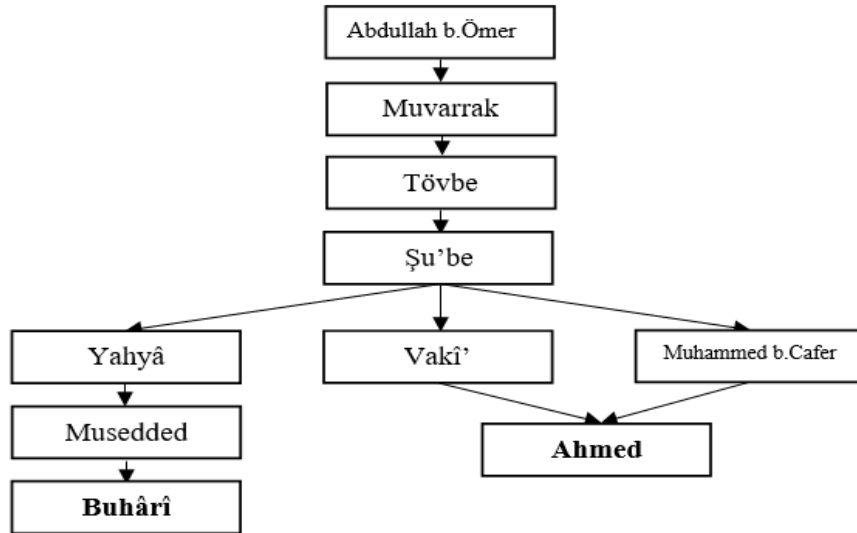 Abdullah b.Ömer
Muvarrak
Tövbe
Şu’be
Yahyâ
Vakî’
Muhammed b.Cafer
Musedded
Ahmed
Buhârî